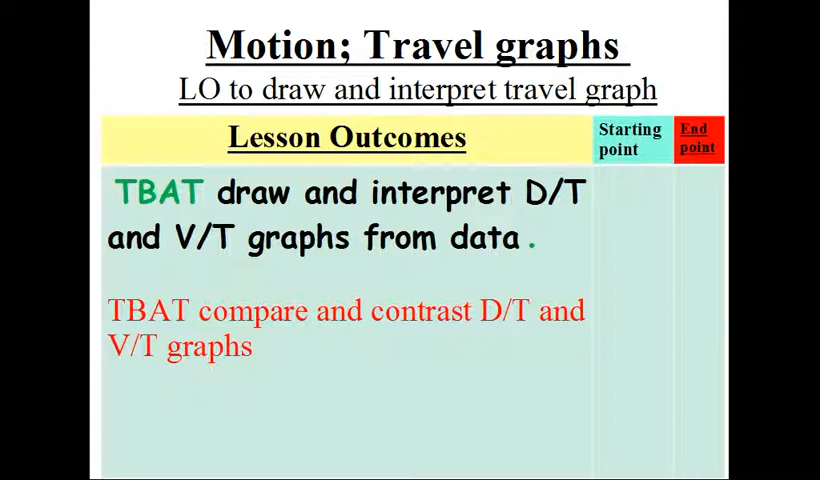 Motion; Travel graphs
LO to draw and interpret travel graph
Lesson Outcomes
Starting
point
End
point
TBAT draw and interpret D/T
and V/T graphs from data.
TBAT compare and contrast D/T and
V/T graphs